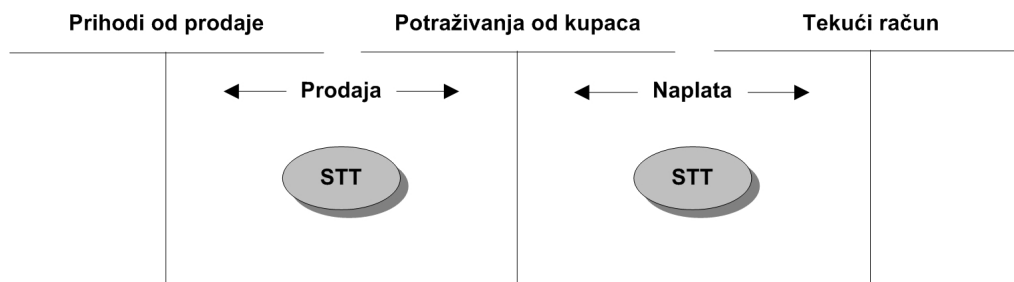 Prihodi od prodaje
Potraživanja od kupaca
Tekući račun
Prodaja
Naplata
STT
STT